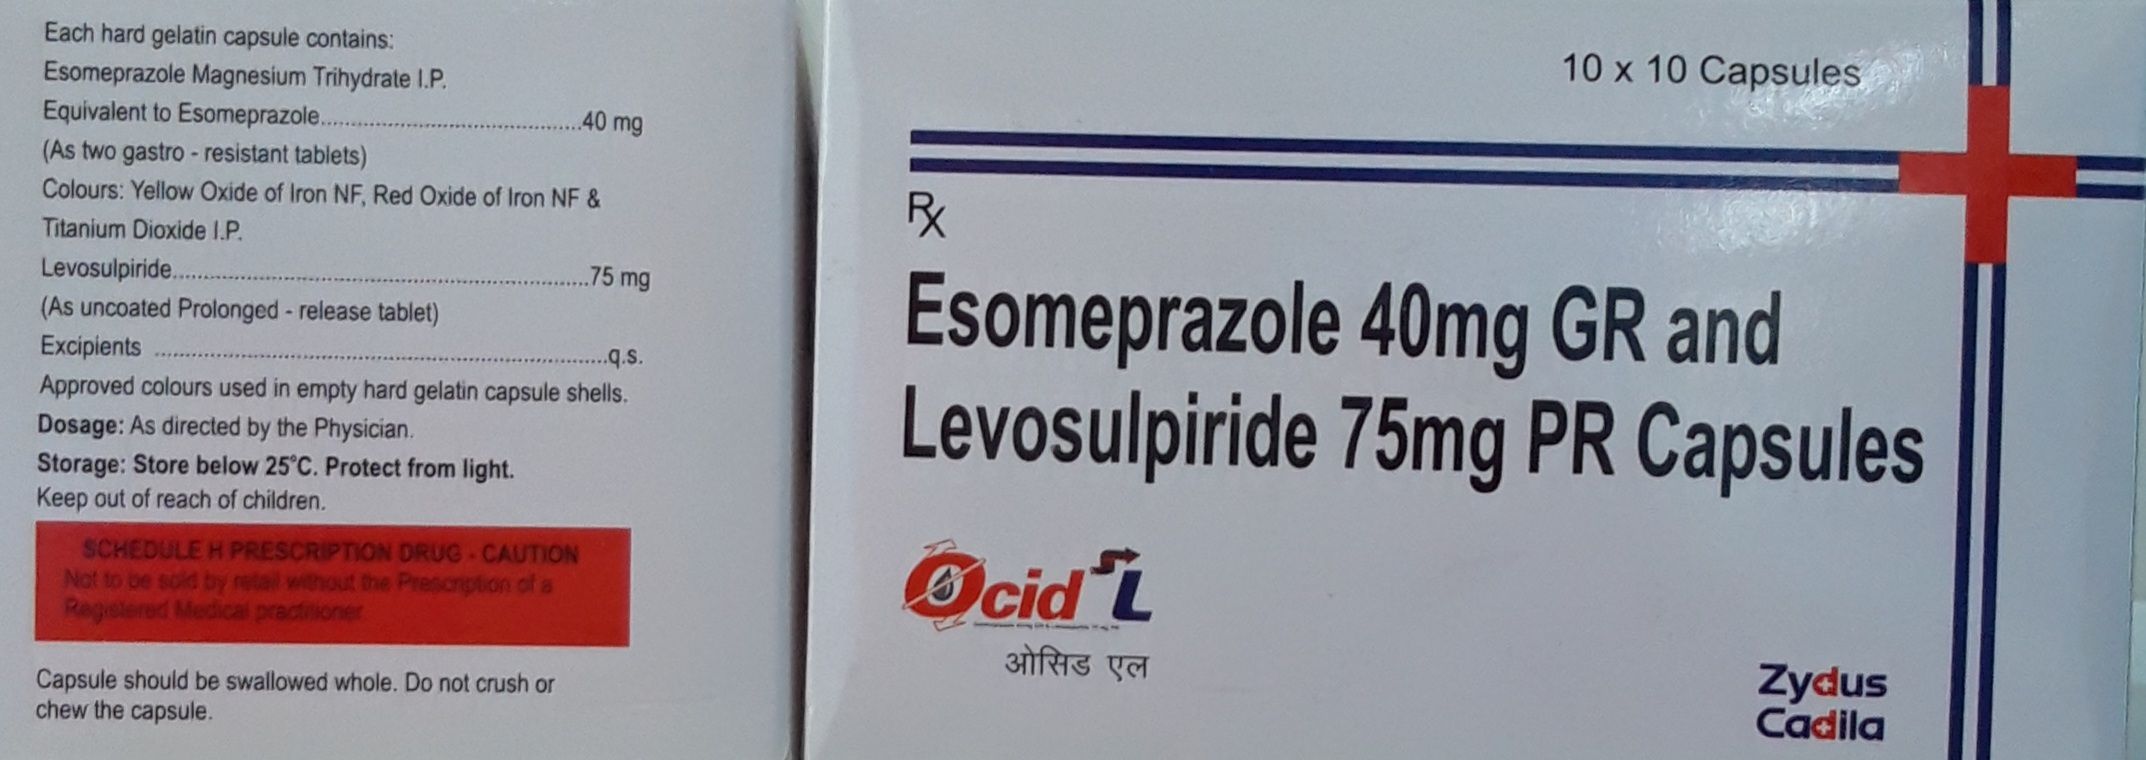 Each hard gelatin capsule contains:
Esomeprazole Magnesium Trihydrate I.P.
Equivalent to Esomeprazole............................................40 mg
(As two gastro - resistant tablets)
Colours: Yellow Oxide of Iron NF, Red Oxide of Iron NF &
Titanium Dioxide I.P.
Levosulpiride......................................................................75 mg
(As uncoated Prolonged - release tablet)
Excipients ............................................................................q.s.
Approved colours used in empty hard gelatin capsule shells.
Dosage: As directed by the Physician.
Storage: Store below 25°C. Protect from light.
Keep out of reach of children.
SCHEDULE H PRESCRIPTION DRUG - CAUTION
Not to be sold by retail without the Prescription of a
Registered Medical practitioner
Capsule should be swallowed whole. Do not crush or
chew the capsule.
10 x 10 Capsules
Rx
Esomeprazole 40mg GR and
Levosulpiride 75mg PR Capsules
Ocid L
ओसिड एल
Zydus
Cadila